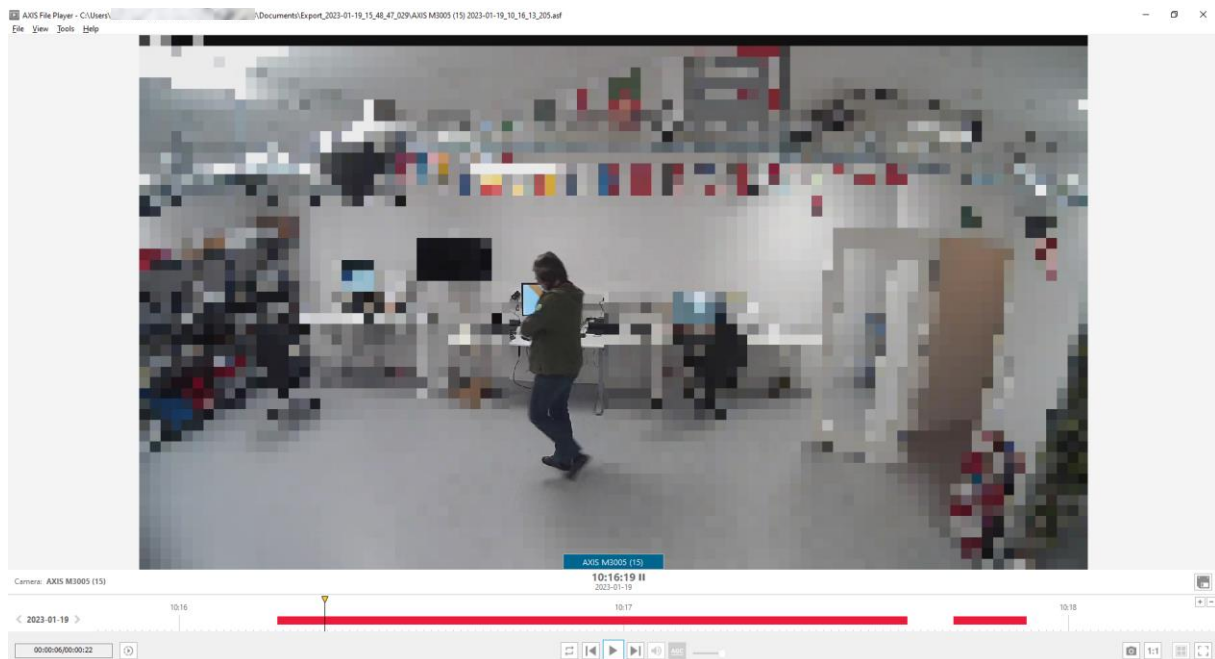 AXIS File Player - C:\Users\ \Documents\Export_2023-01-19_15_48_47_029\AXIS M3005 (15) 2023-01-19_10_16_13_205.asf
File View Tools Help
AXIS M3005 (15)
Camera: AXIS M3005 (15)
10:16:19
2023-01-19
10:16
10:17
10:18
2023-01-19
00:00:06/00:00:22
1:1